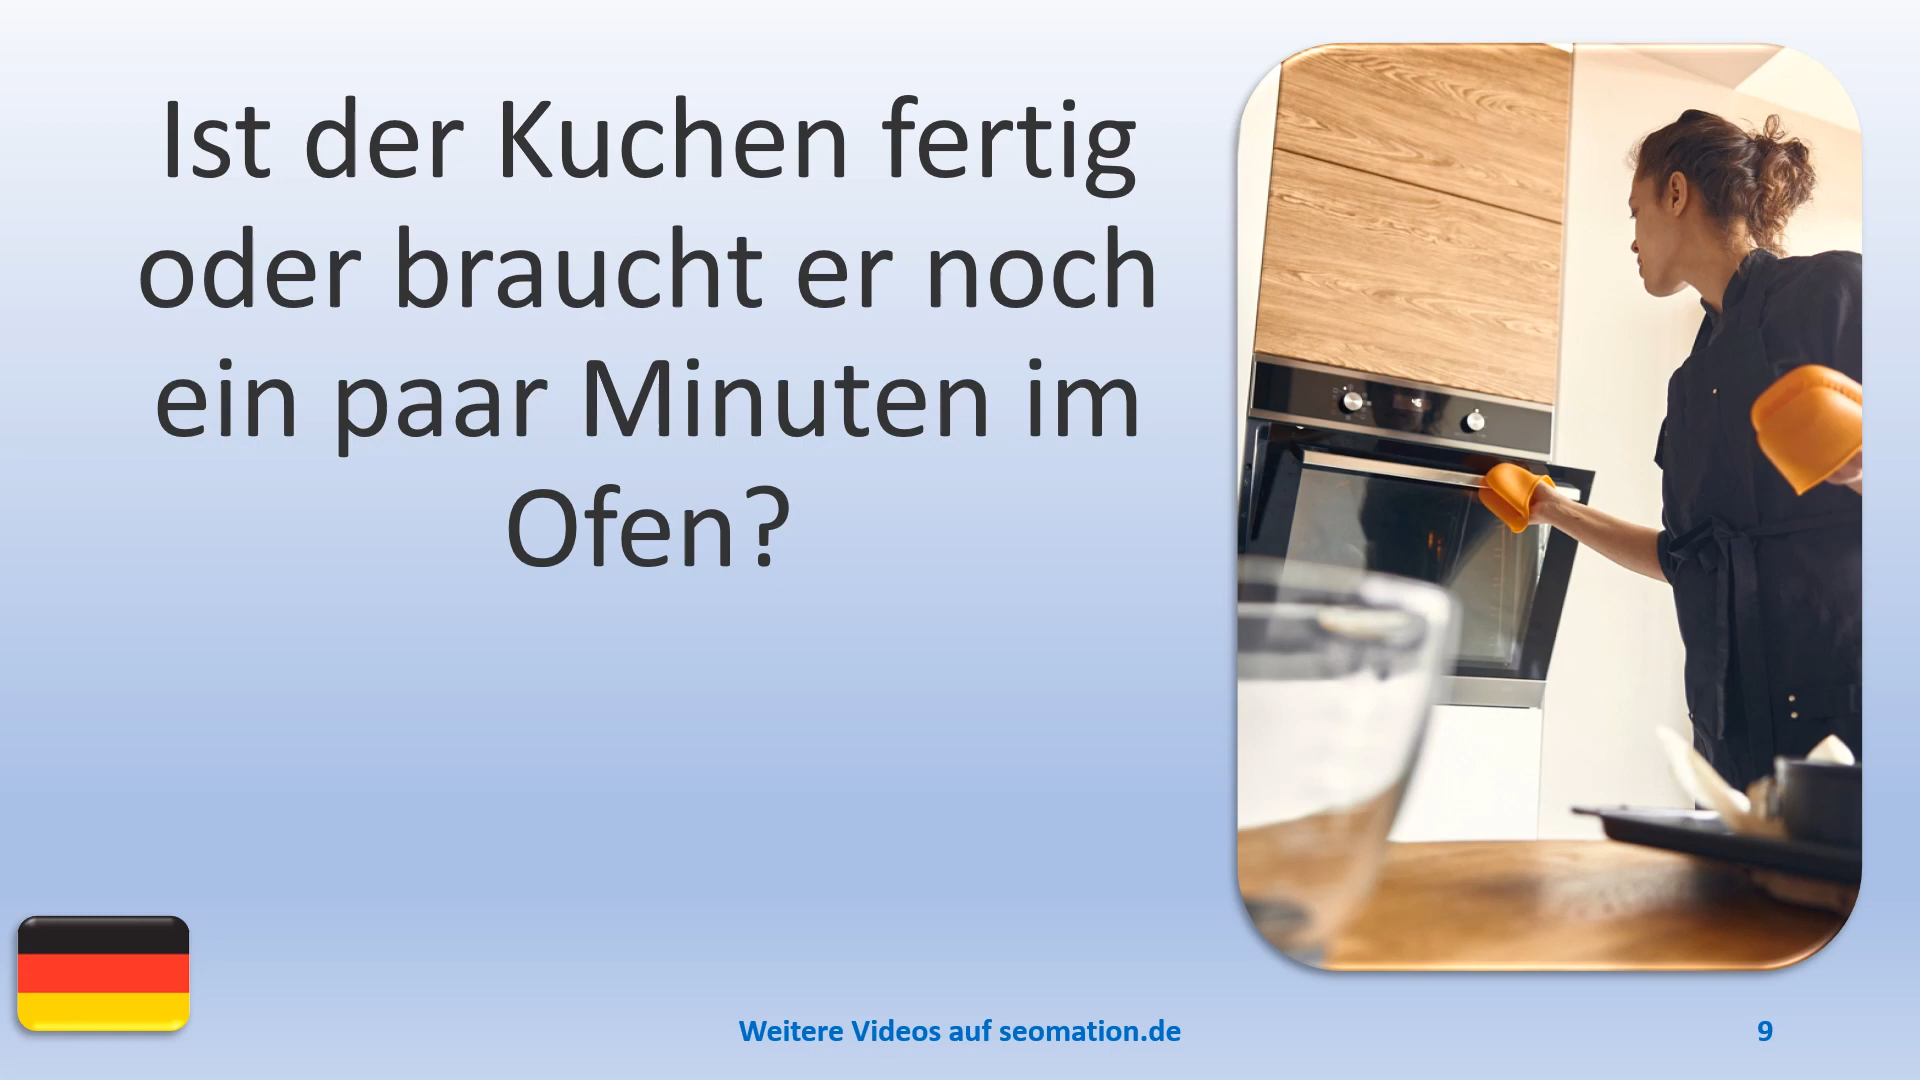 Ist der Kuchen fertig
oder braucht er noch
ein paar Minuten im
Ofen?
Weitere Videos auf seomation.de
9